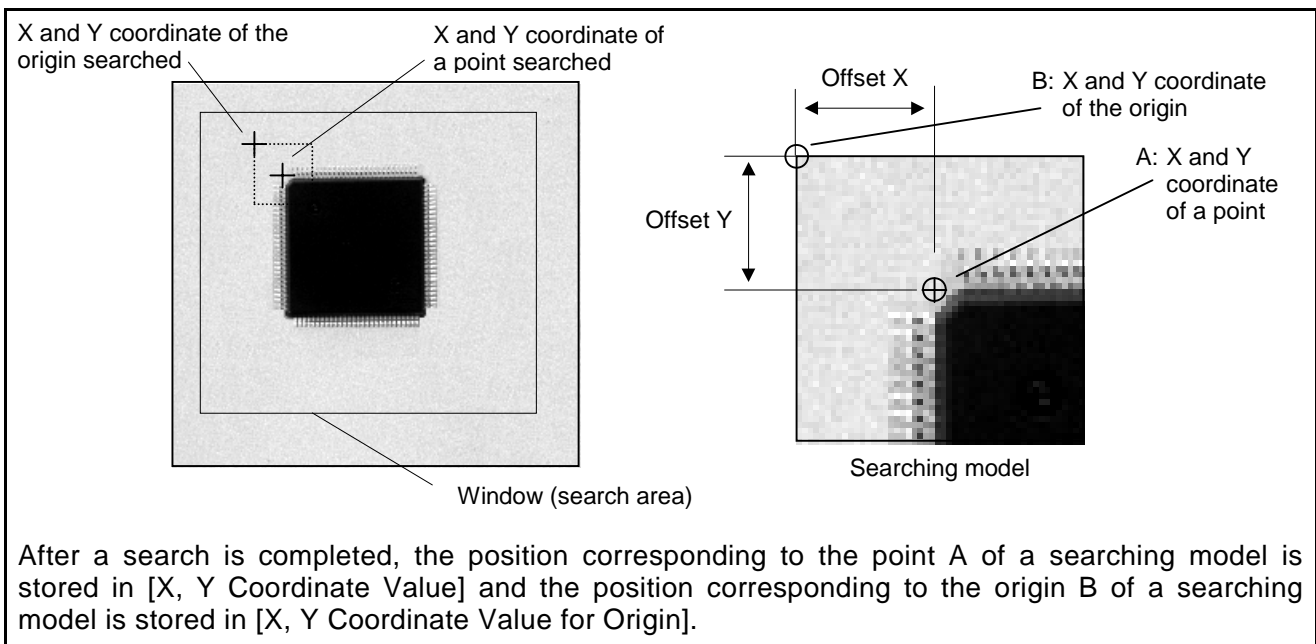 X and Y coordinate of the
origin searched
X and Y coordinate of
a point searched
Offset X
B: X and Y coordinate
of the origin
A: X and Y
coordinate
of a point
Offset Y
Searching model
Window (search area)
After a search is completed, the position corresponding to the point A of a searching model is
stored in [X, Y Coordinate Value] and the position corresponding to the origin B of a searching
model is stored in [X, Y Coordinate Value for Origin].